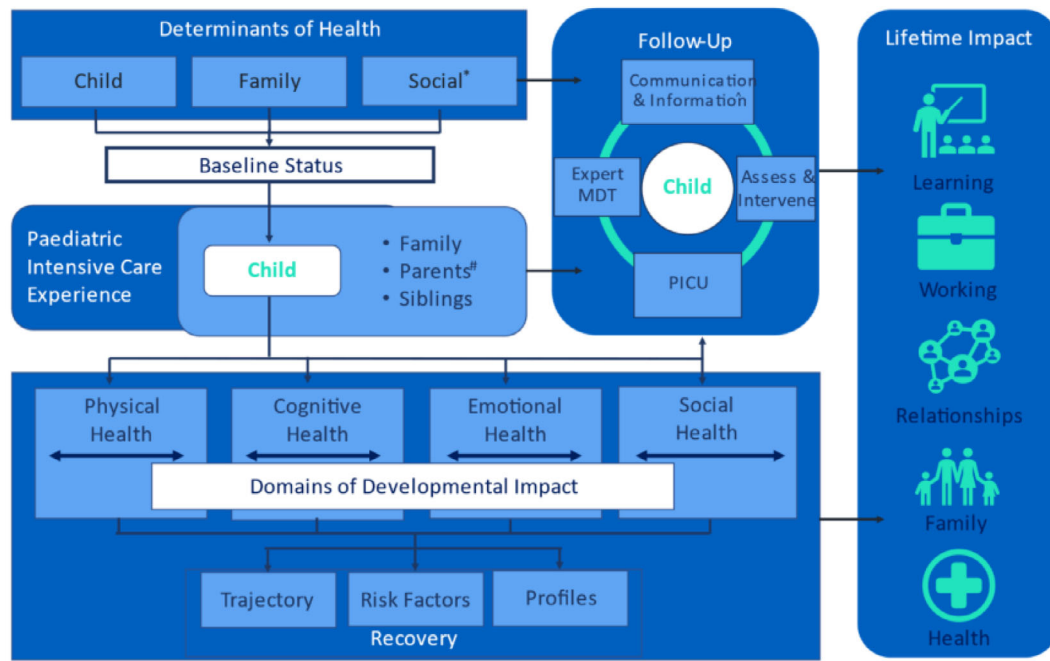 Determinants of Health
Child
Family
Social*
Baseline Status
Paediatric
Intensive Care
Experience
Child
• Family
• Parents#
• Siblings
Follow-Up
Communication
& Information^
Expert
MDT
Child
Assess &
Intervene
PICU
Physical
Health
Cognitive
Health
Emotional
Health
Social
Health
Domains of Developmental Impact
Trajectory
Risk Factors
Profiles
Recovery
Lifetime Impact
Learning
Working
Relationships
Family
Health